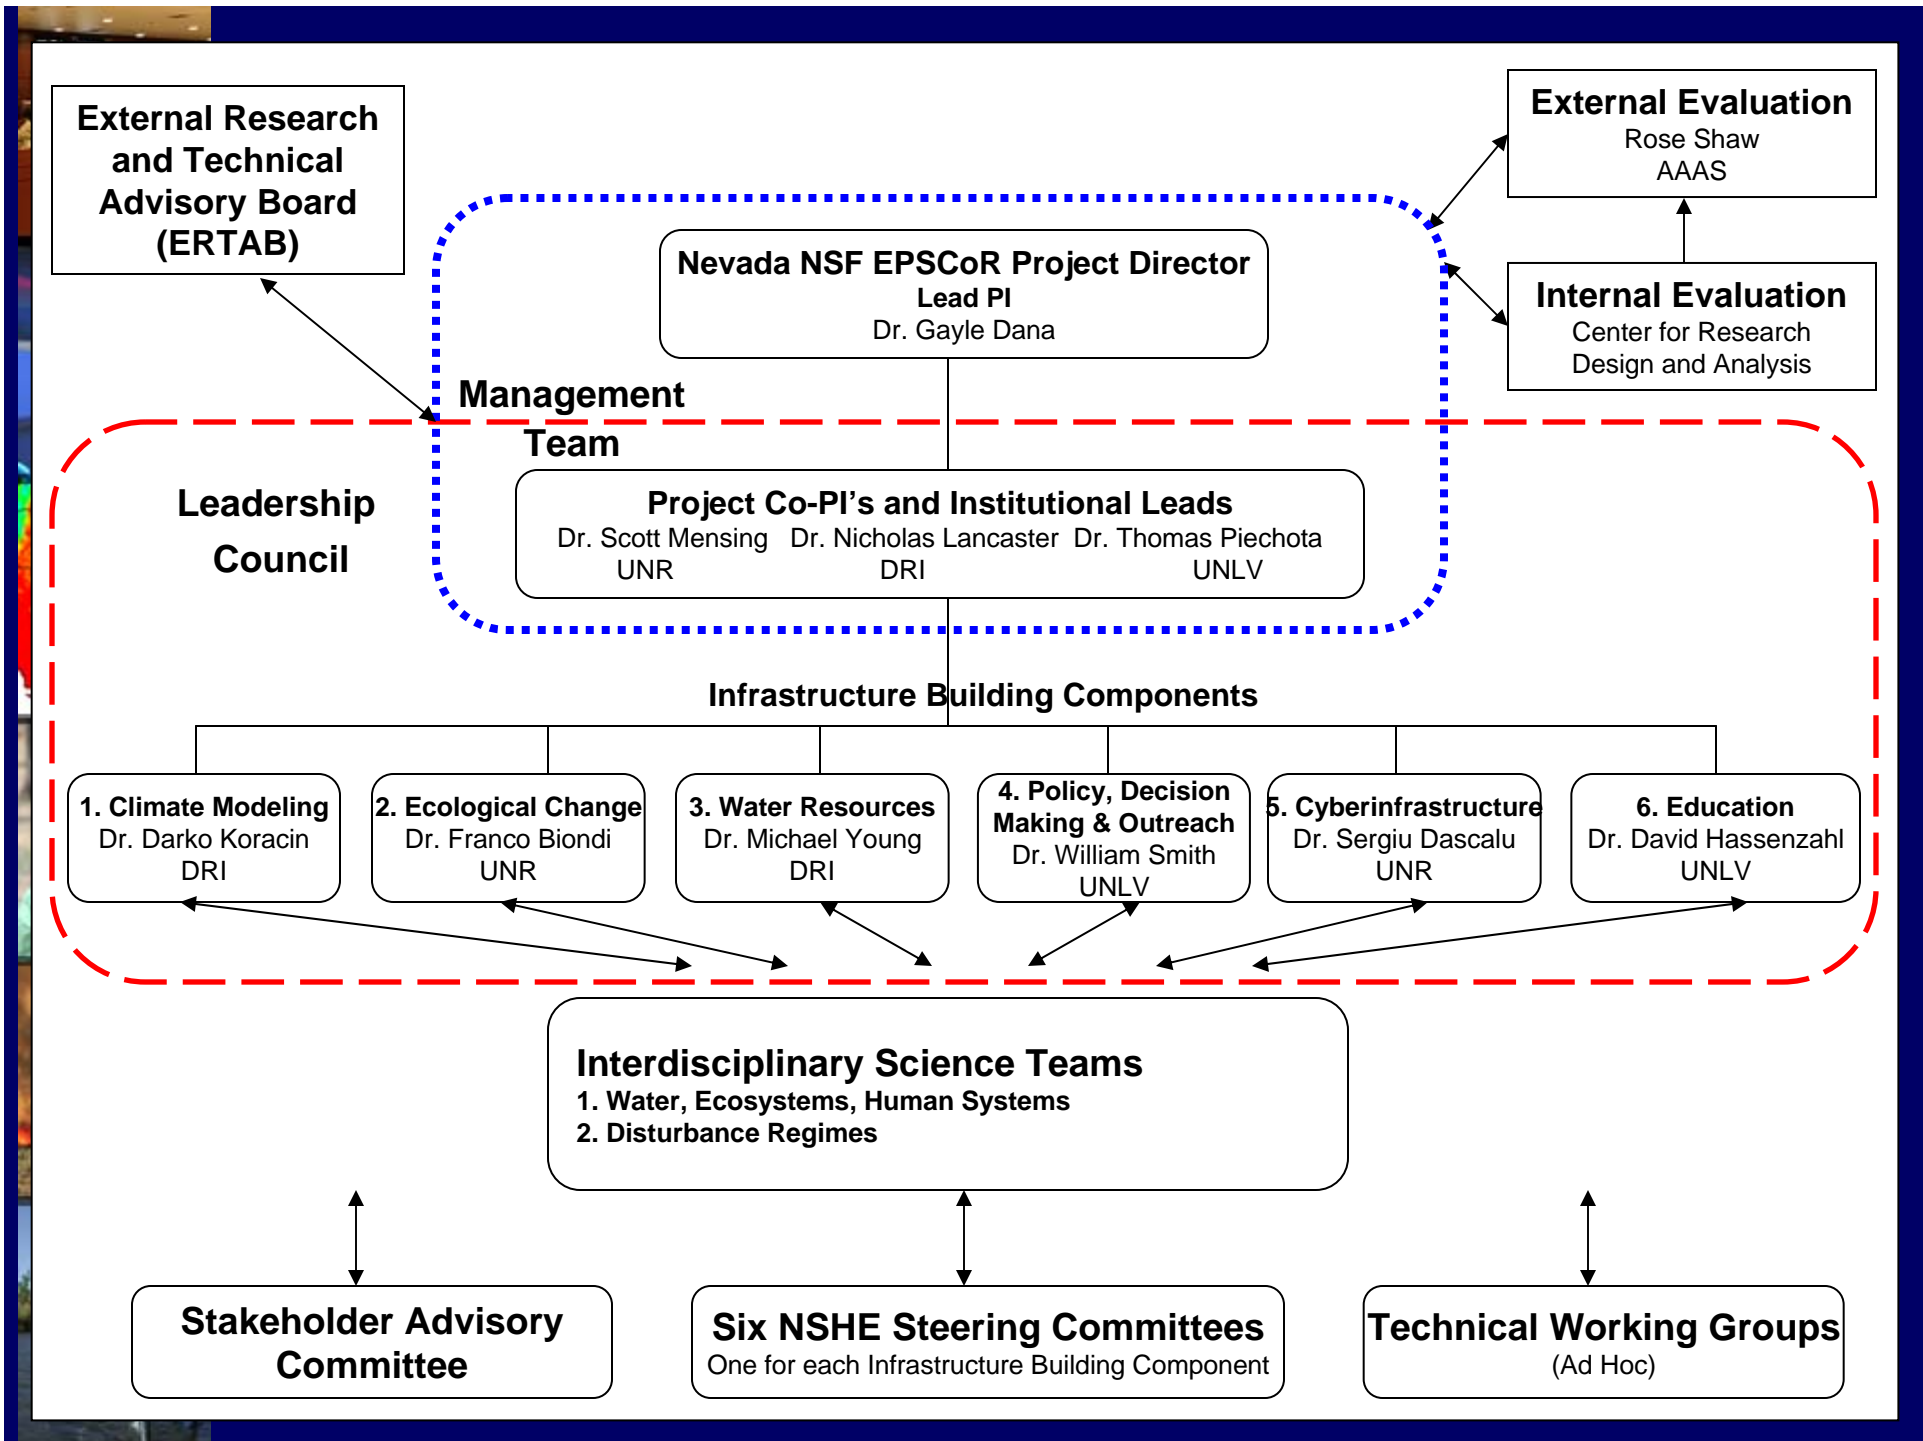 External Research
and Technical
Advisory Board
(ERTAB)
External Evaluation
Rose Shaw
AAAS
Nevada NSF EPSCoR Project Director
Lead PI
Dr. Gayle Dana
Internal Evaluation
Center for Research
Design and Analysis
Management
Team
Leadership
Council
Project Co-PI's and Institutional Leads
Dr. Scott Mensing Dr. Nicholas Lancaster Dr. Thomas Piechota
UNR DRI UNLV
Infrastructure Building Components
1. Climate Modeling
Dr. Darko Koracin
DRI
2. Ecological Change
Dr. Franco Biondi
UNR
3. Water Resources
Dr. Michael Young
DRI
4. Policy, Decision
Making & Outreach
Dr. William Smith
UNLV
5. Cyberinfrastructure
Dr. Sergiu Dascalu
UNR
6. Education
Dr. David Hassenzahl
UNLV
Interdisciplinary Science Teams
1. Water, Ecosystems, Human Systems
2. Disturbance Regimes
Stakeholder Advisory
Committee
Six NSHE Steering Committees
One for each Infrastructure Building Component
Technical Working Groups
(Ad Hoc)